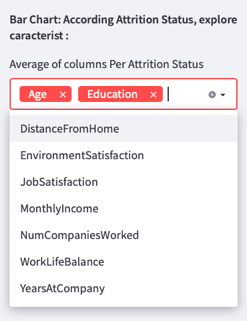 Bar Chart: According Attrition Status, explore
caracterist :
Average of columns Per Attrition Status
Age × Education ×
DistanceFromHome
EnvironmentSatisfaction
JobSatisfaction
MonthlyIncome
NumCompaniesWorked
WorkLifeBalance
YearsAtCompany